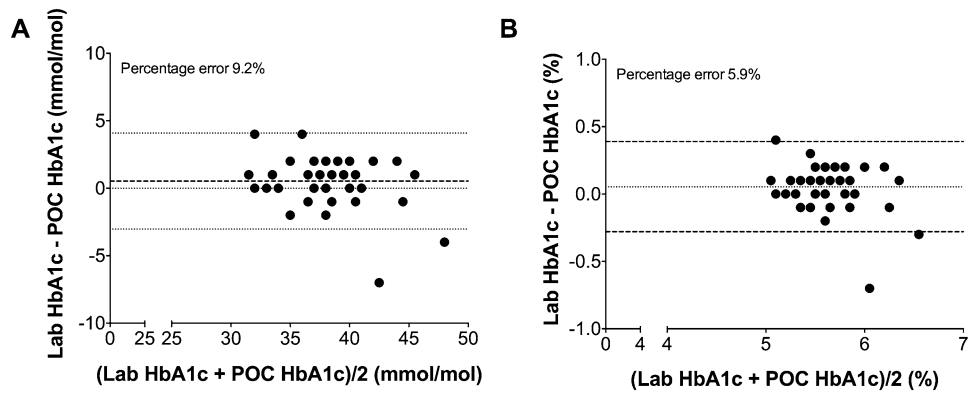 A
Lab HbA1c - POC HbA1c (mmol/mol)
10
5
0
-5
-10
Percentage error 9.2%
0 25 25 30 35 40 45 50
(Lab HbA1c + POC HbA1c)/2 (mmol/mol)
B
Lab HbA1c - POC HbA1c (%)
1.0
0.5
0.0
-0.5
-1.0
Percentage error 5.9%
0 4 4 5 6 7
(Lab HbA1c + POC HbA1c)/2 (%)